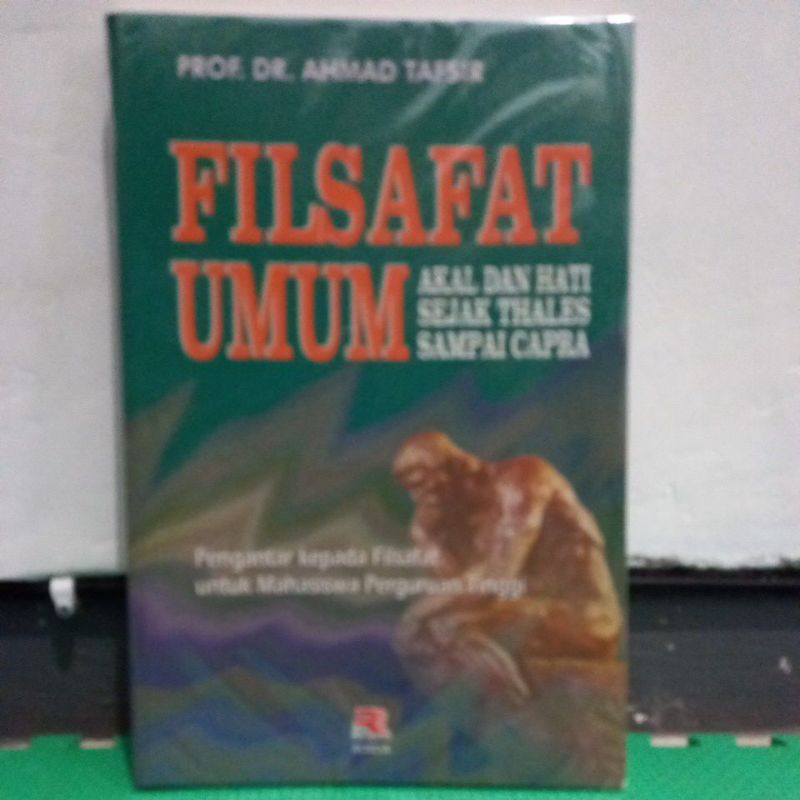 PROF. DR. AHMAD TAFSIR
FILSAFAT
UMUM
AKAL DAN HATI
SEJAK THALES
SAMPAI CAPRA
Pengantar kepada Filsafat
untuk Mahasiswa Perguruan Tinggi